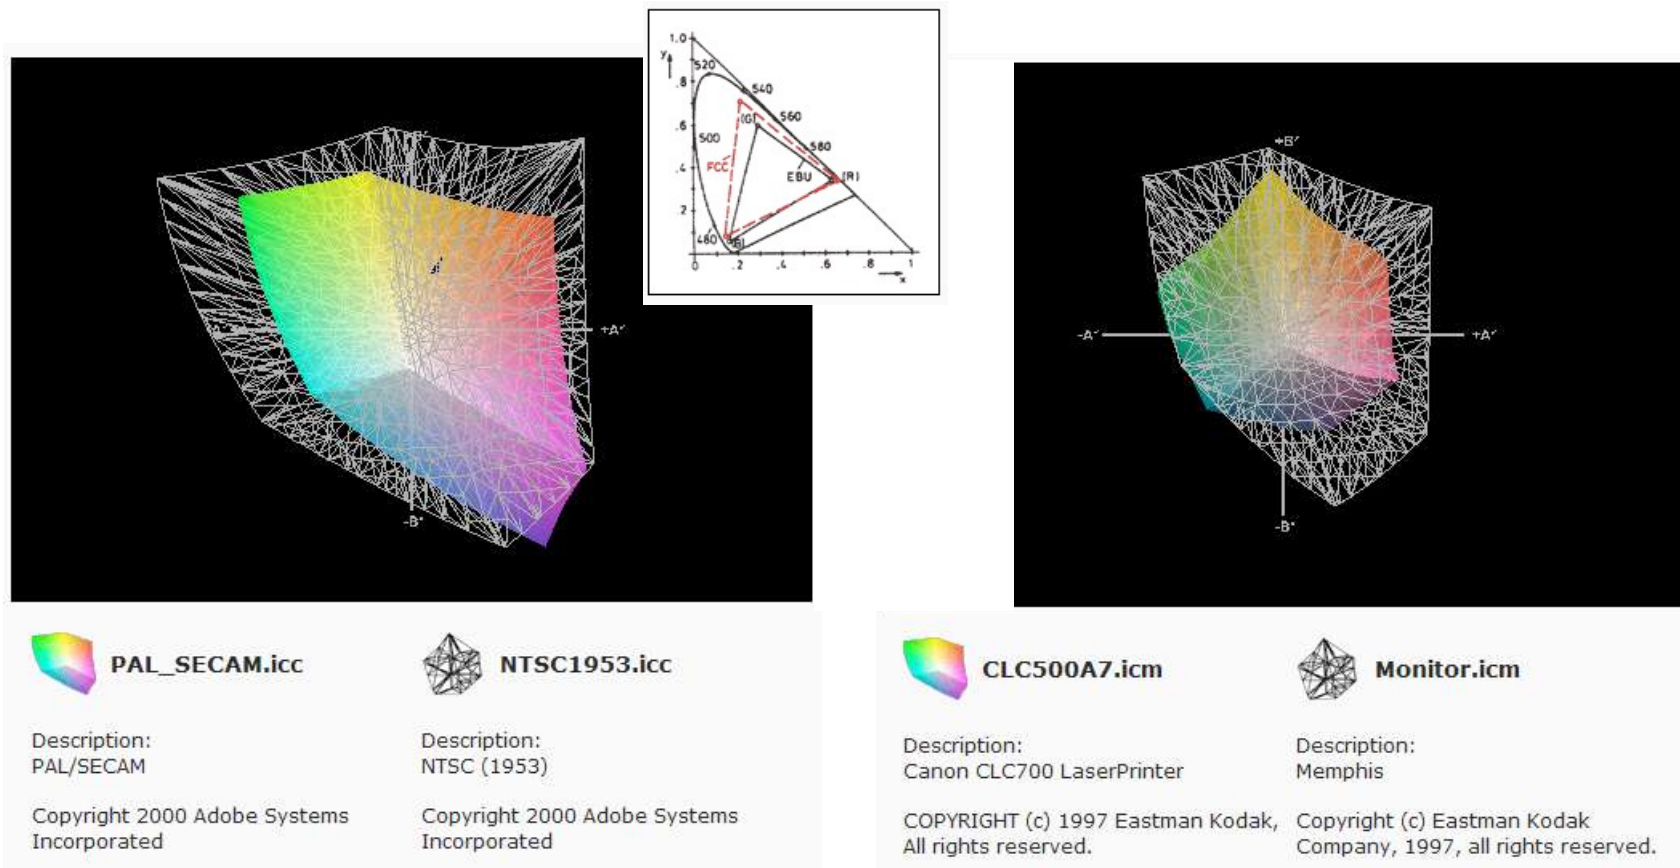 1.0
y
520
.8
540
(G)
560
.6
500
580
FCC
.4
EBU
(R)
.2
480
(B)
0
.2
.4
.6
.8
1
x
+A*
-B*
+B*
-A*
+A*
-B*
PAL_SECAM.icc
NTSC1953.icc
Description:
PAL/SECAM
Description:
NTSC (1953)
Copyright 2000 Adobe Systems
Incorporated
Copyright 2000 Adobe Systems
Incorporated
CLC500A7.icm
Monitor.icm
Description:
Canon CLC700 LaserPrinter
Description:
Memphis
COPYRIGHT (c) 1997 Eastman Kodak,
All rights reserved.
Copyright (c) Eastman Kodak
Company, 1997, all rights reserved.